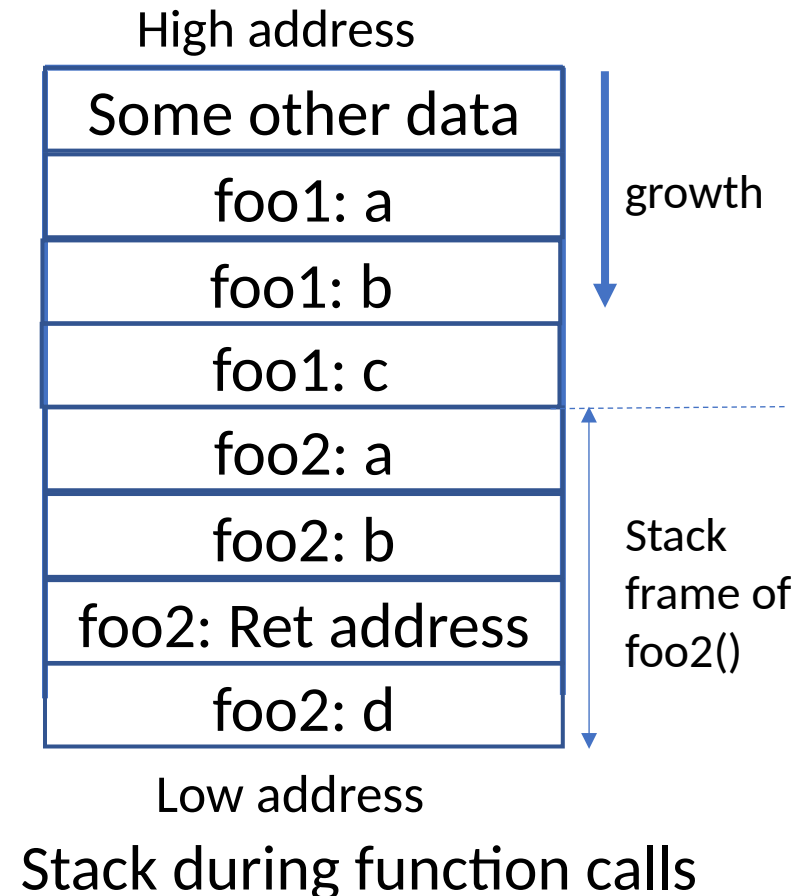 High address
Some other data
foo1: a
growth
foo1: b
foo1: c
foo2: a
foo2: b
Stack
frame of
foo2()
foo2: Ret address
foo2: d
Low address
Stack during function calls